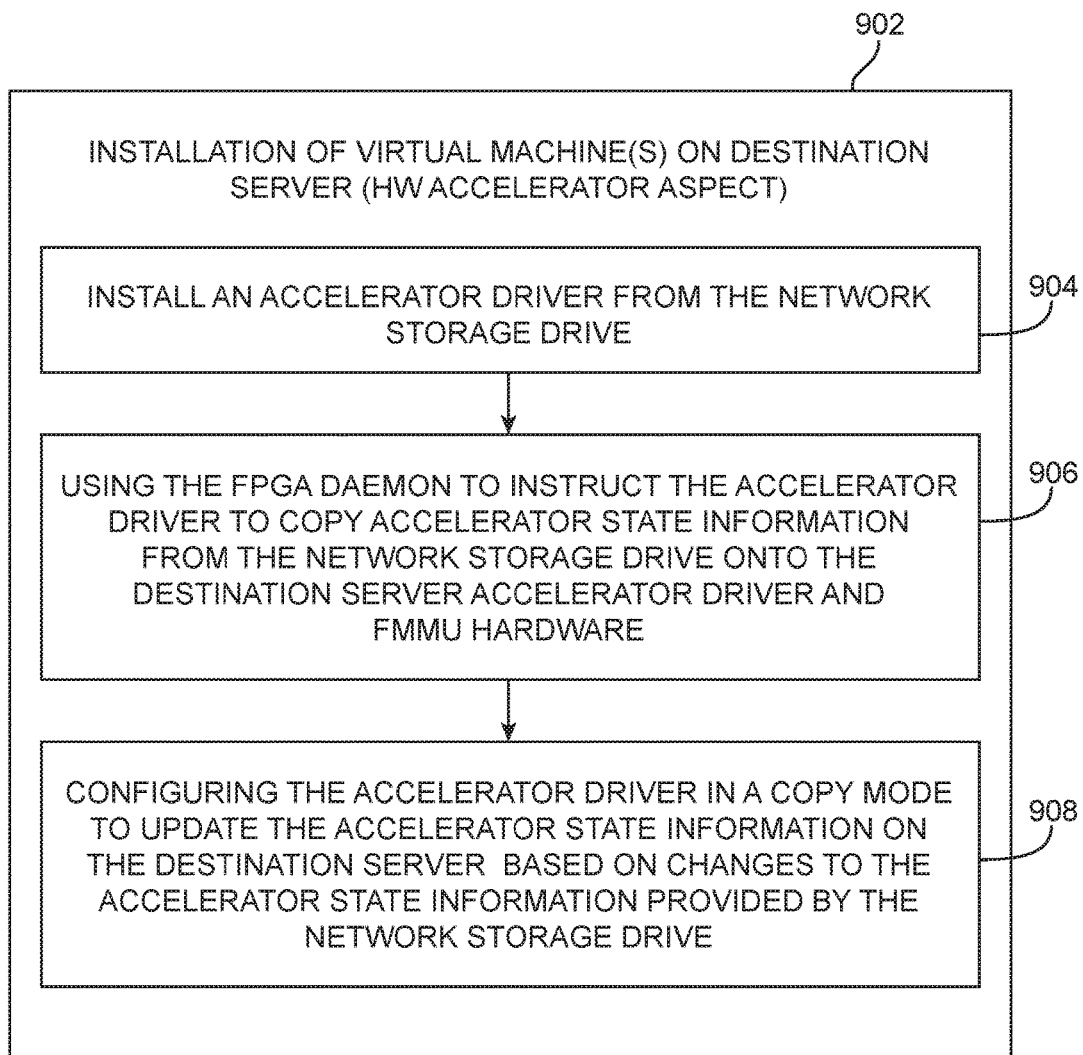 902
INSTALLATION OF VIRTUAL MACHINE(S) ON DESTINATION
SERVER (HW ACCELERATOR ASPECT)
INSTALL AN ACCELERATOR DRIVER FROM THE NETWORK
STORAGE DRIVE
904
USING THE FPGA DAEMON TO INSTRUCT THE ACCELERATOR
DRIVER TO COPY ACCELERATOR STATE INFORMATION
FROM THE NETWORK STORAGE DRIVE ONTO THE
DESTINATION SERVER ACCELERATOR DRIVER AND
FMMU HARDWARE
906
CONFIGURING THE ACCELERATOR DRIVER IN A COPY MODE
TO UPDATE THE ACCELERATOR STATE INFORMATION ON
THE DESTINATION SERVER BASED ON CHANGES TO THE
ACCELERATOR STATE INFORMATION PROVIDED BY THE
NETWORK STORAGE DRIVE
908